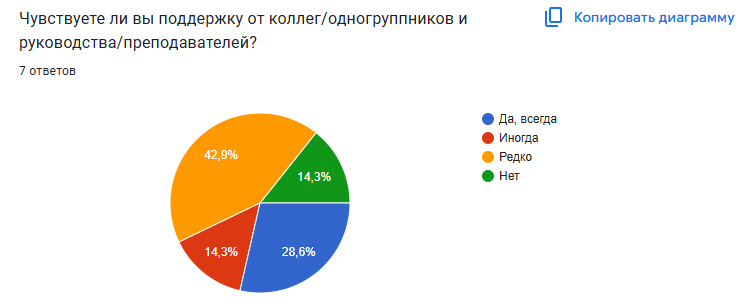 Чувствуете ли вы поддержку от коллег/одногруппников и
руководства/преподавателей?
Копировать диаграмму
7 ответов
42,9%
14,3%
14,3%
28,6%
Да, всегда
Иногда
Редко
Нет